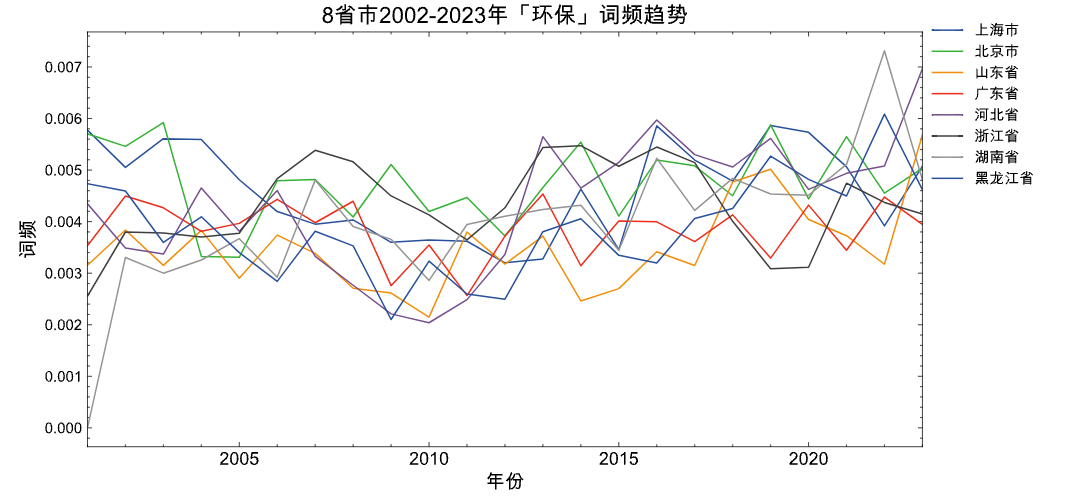 8省市2002-2023年「环保」词频趋势
0.007
0.006
0.005
0.004
0.003
0.002
0.001
0.000
词频
2005
2010
2015
2020
年份
上海市
北京市
山东省
广东省
河北省
浙江省
湖南省
黑龙江省